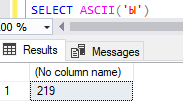 SELECT ASCII('Ы')
00 %
Results Messages
(No column name)
1 219